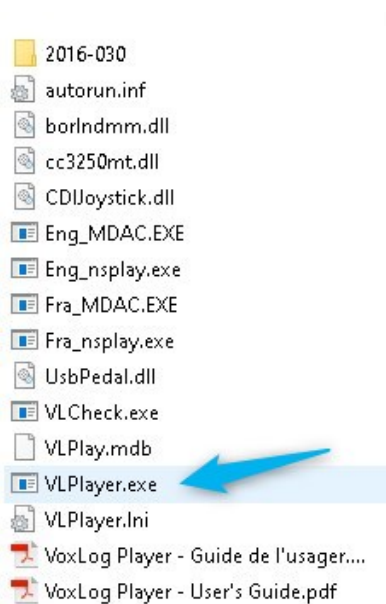 2016-030
autorun.inf
borlndmm.dll
cc3250mt.dll
CDIJoystick.dll
Eng_MDAC.EXE
Eng_nsplay.exe
Fra_MDAC.EXE
Fra_nsplay.exe
UsbPedal.dll
VLCheck.exe
VLPlay.mdb
VLPlayer.exe
VLPlayer.Ini
VoxLog Player - Guide de l'usager....
VoxLog Player - User's Guide.pdf